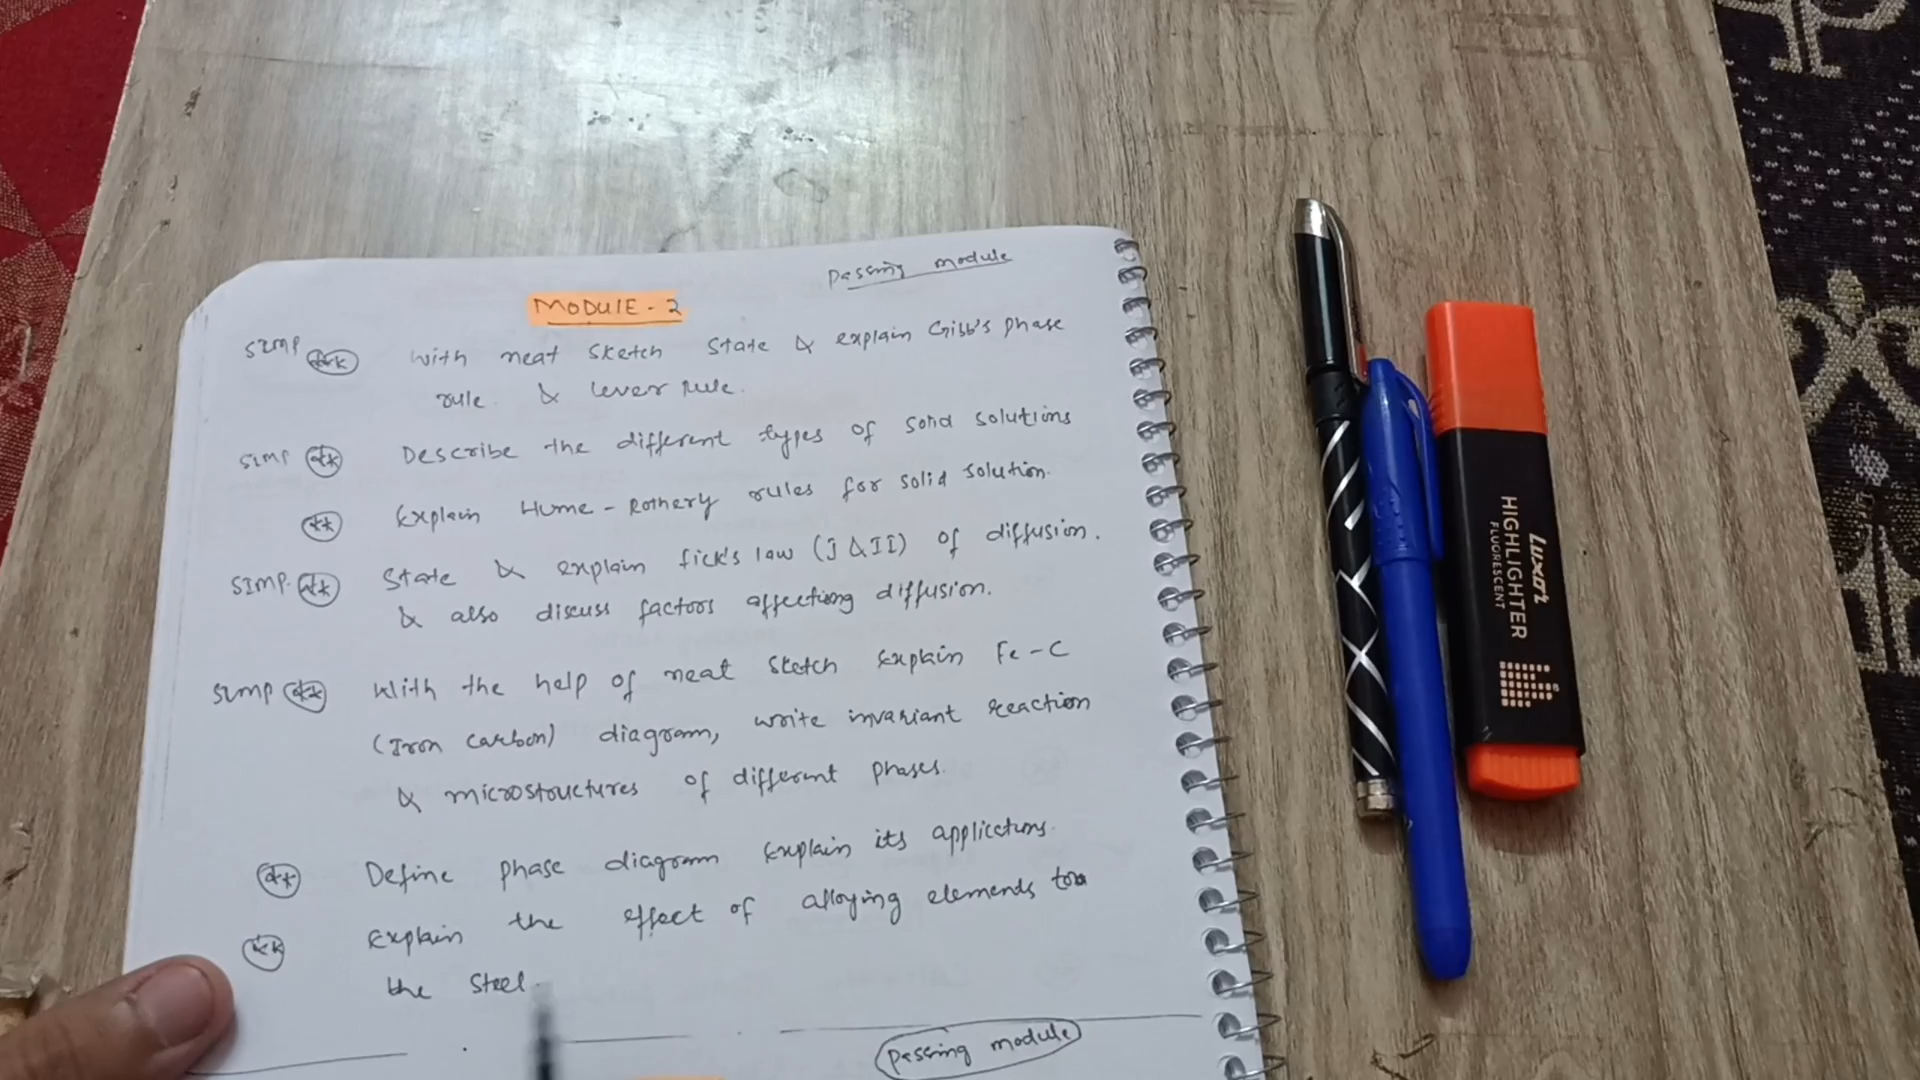 Passing module
MODULE - 2
SIMP ** With neat sketch state & explain Gibb's phase
rule. & lever rule.
SIMP ** Describe the different types of solid solutions
** Explain Hume - Rothery rules for solid solution.
SIMP. ** State & explain fick's law (I & II) of diffusion.
& also discuss factors affecting diffusion.
SIMP ** With the help of neat sketch explain Fe - C
(Iron carbon) diagram, write invariant reaction
& microstructures of different phases.
** Define phase diagram explain its applications.
** Explain the effect of alloying elements to
the steel.
Passing module
Luxor
HIGHLIGHTER
FLUORESCENT